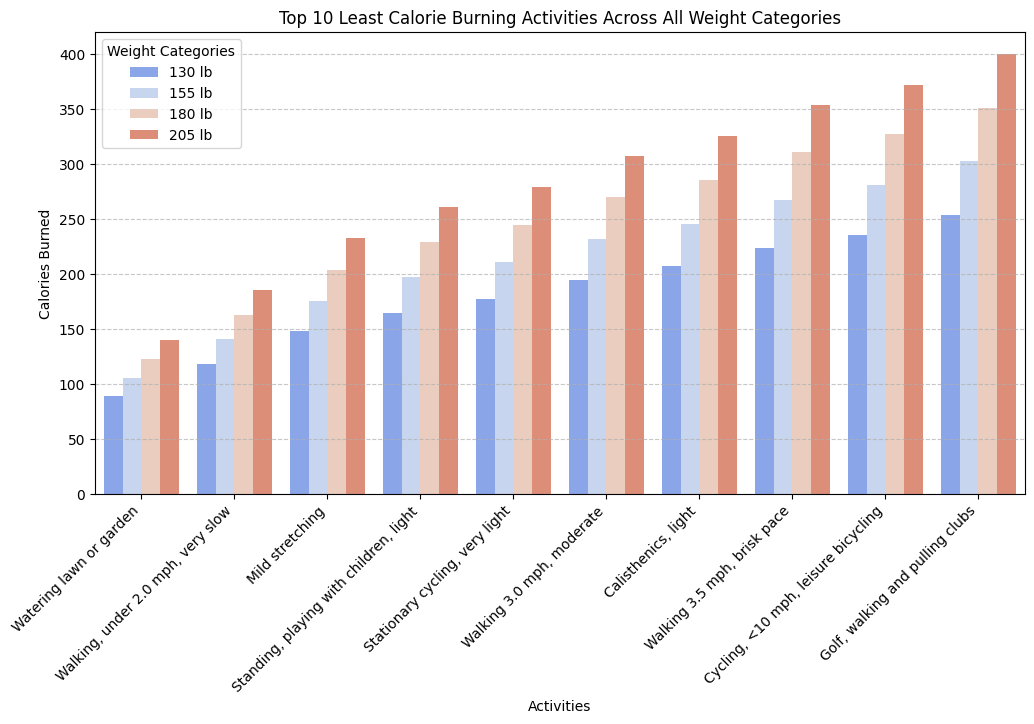 Top 10 Least Calorie Burning Activities Across All Weight Categories
Weight Categories
130 lb
155 lb
180 lb
205 lb
Calories Burned
400
350
300
250
200
150
100
50
0
Watering lawn or garden
Walking, under 2.0 mph, very slow
Mild stretching
Standing, playing with children, light
Stationary cycling, very light
Walking 3.0 mph, moderate
Calisthenics, light
Walking 3.5 mph, brisk pace
Cycling, <10 mph, leisure bicycling
Golf, walking and pulling clubs
Activities